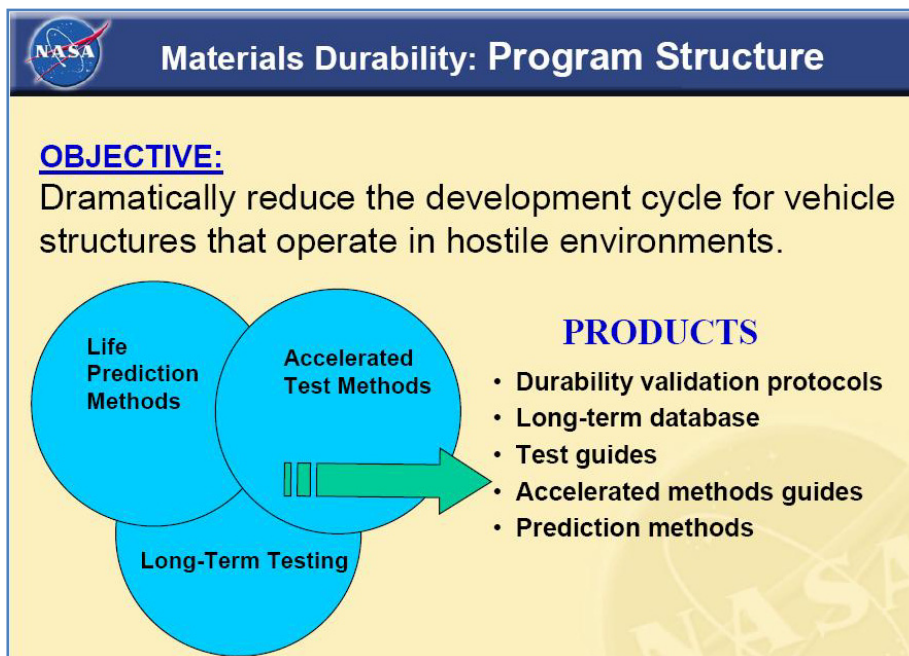 NASA
Materials Durability: Program Structure
OBJECTIVE:
Dramatically reduce the development cycle for vehicle
structures that operate in hostile environments.
Life
Prediction
Methods
Accelerated
Test Methods
Long-Term Testing
PRODUCTS
• Durability validation protocols
• Long-term database
• Test guides
• Accelerated methods guides
• Prediction methods
NASA